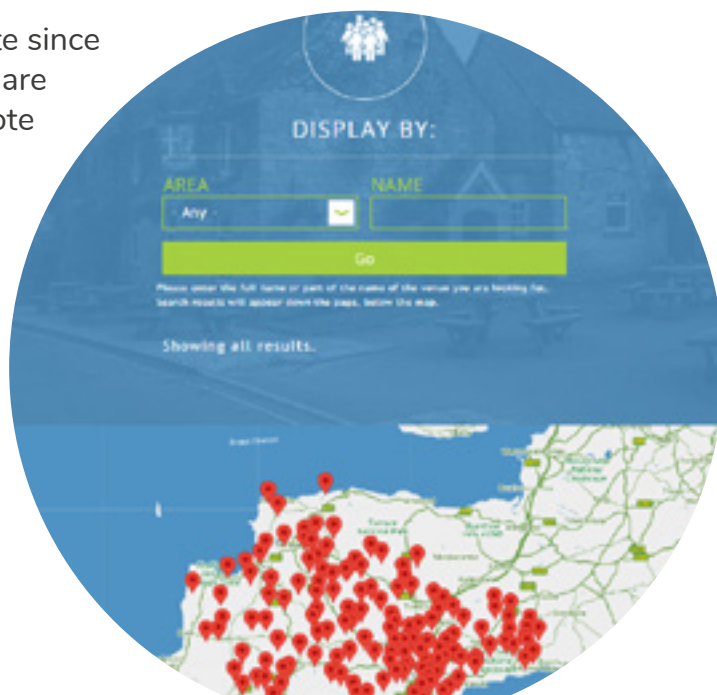 te since
are
ote
DISPLAY BY:
AREA
NAME
- Any -
Go
Please enter the full name or part of the name of the venue you are looking for.
Search results will appear down the page, below the map.
Showing all results.